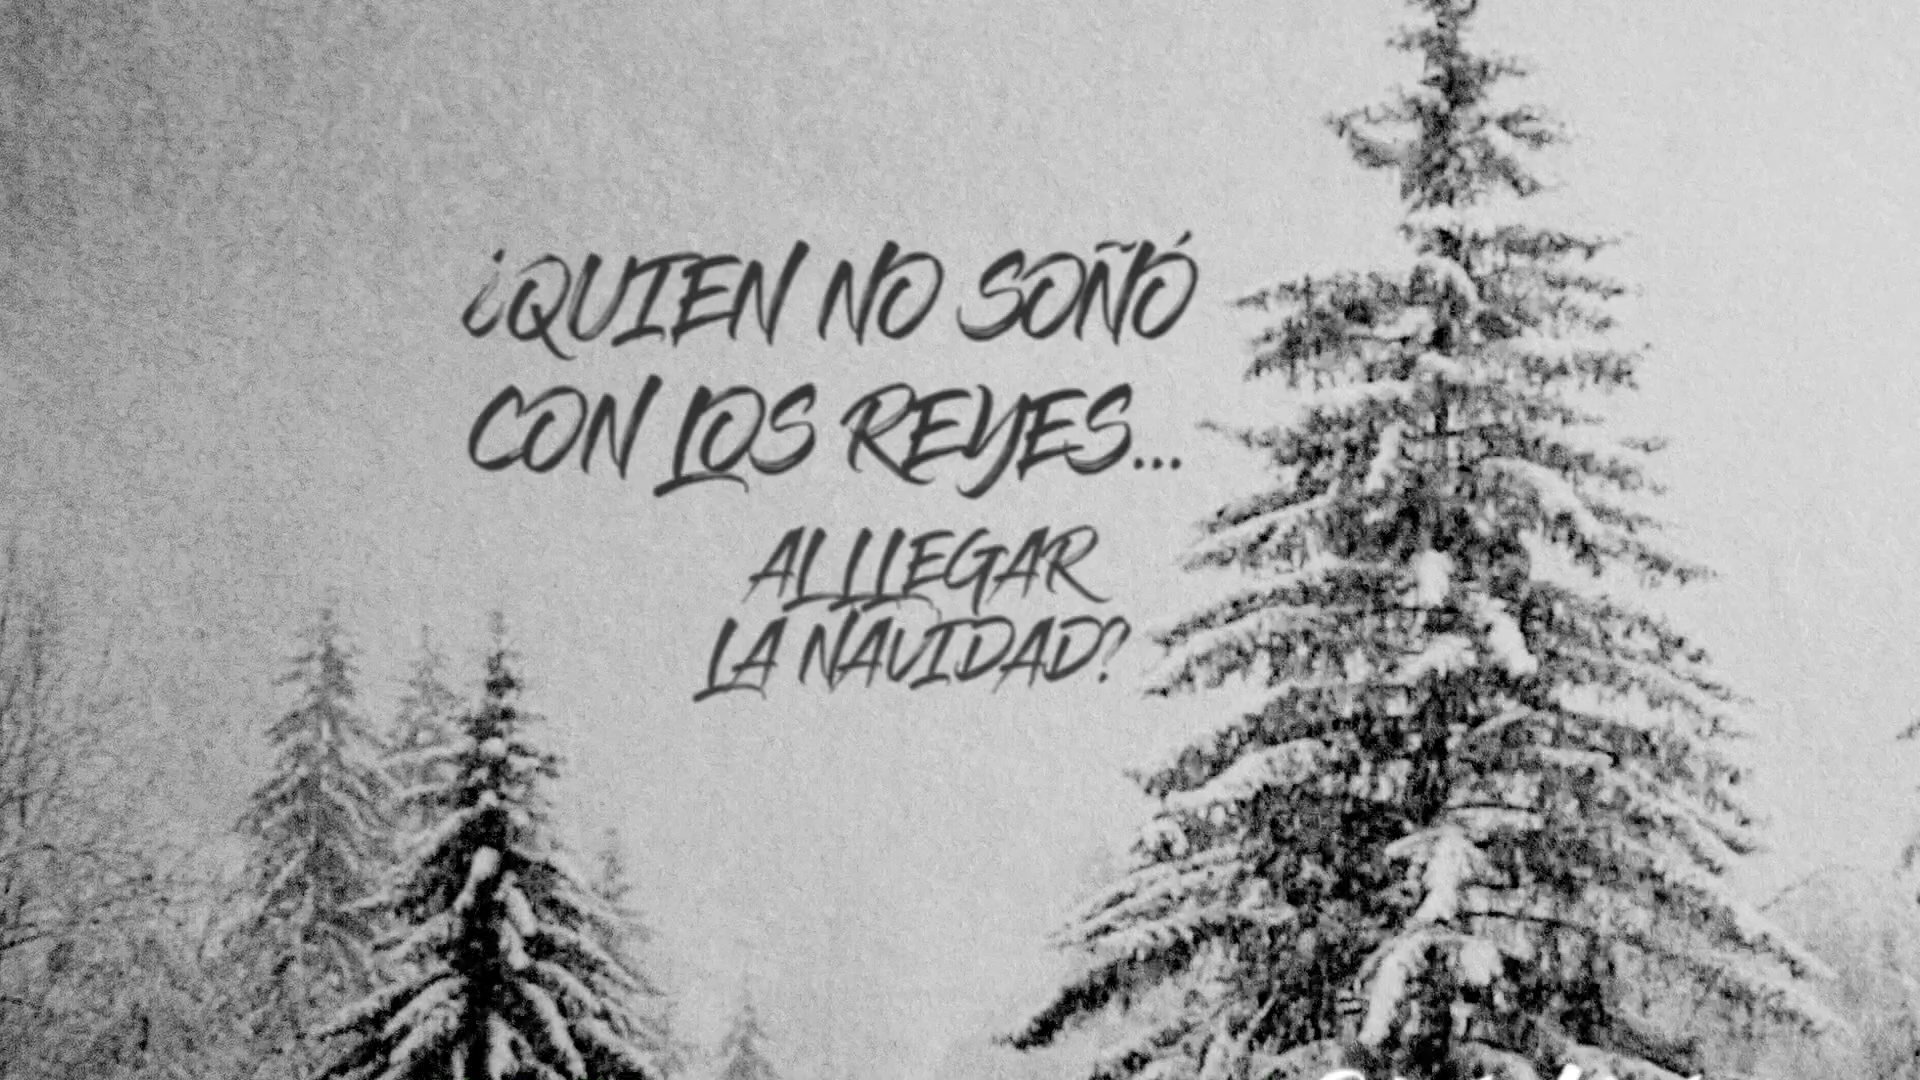 ¿QUIEN NO SOÑÓ
CON LOS REYES...
AL LLEGAR
LA NAVIDAD?